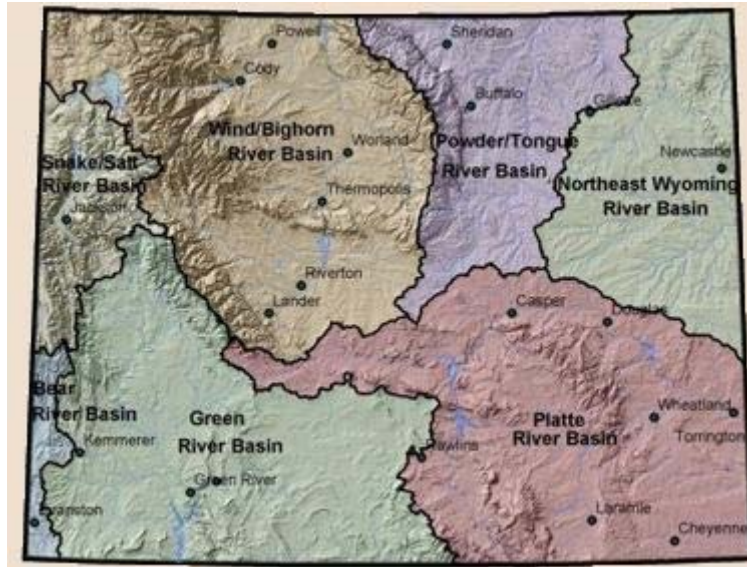 Powell
Sheridan
Cody
Buffalo
Gillette
Wind/Bighorn
River Basin
Worland
Powder/Tongue
River Basin
Newcastle
Snake/Salt
River Basin
Thermopolis
Northeast Wyoming
River Basin
Jackson
Riverton
Lander
Casper
Douglas
Bear
River Basin
Green
River Basin
Platte
River Basin
Wheatland
Torrington
Kemmerer
Rawlins
Green River
Evanston
Laramie
Cheyenne